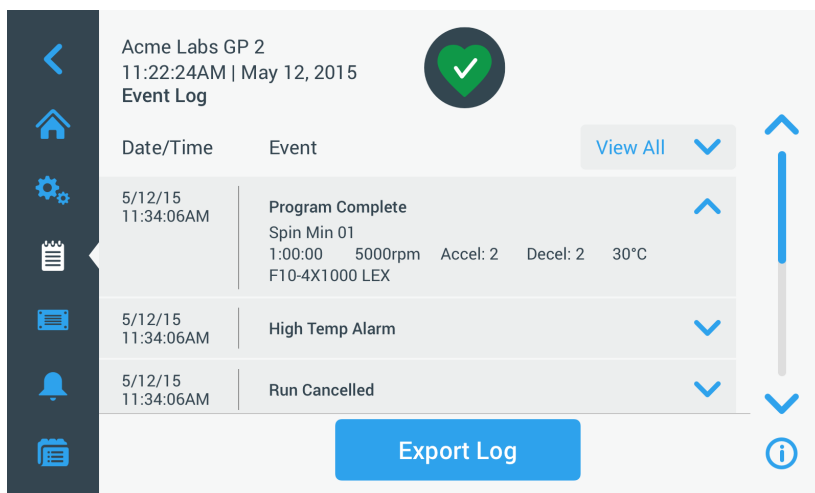 Acme Labs GP 2
11:22:24AM | May 12, 2015
Event Log
Date/Time Event View All
5/12/15
11:34:06AM
Program Complete
Spin Min 01
1:00:00 5000rpm Accel: 2 Decel: 2 30°C
F10-4X1000 LEX
5/12/15
11:34:06AM
High Temp Alarm
5/12/15
11:34:06AM
Run Cancelled
Export Log